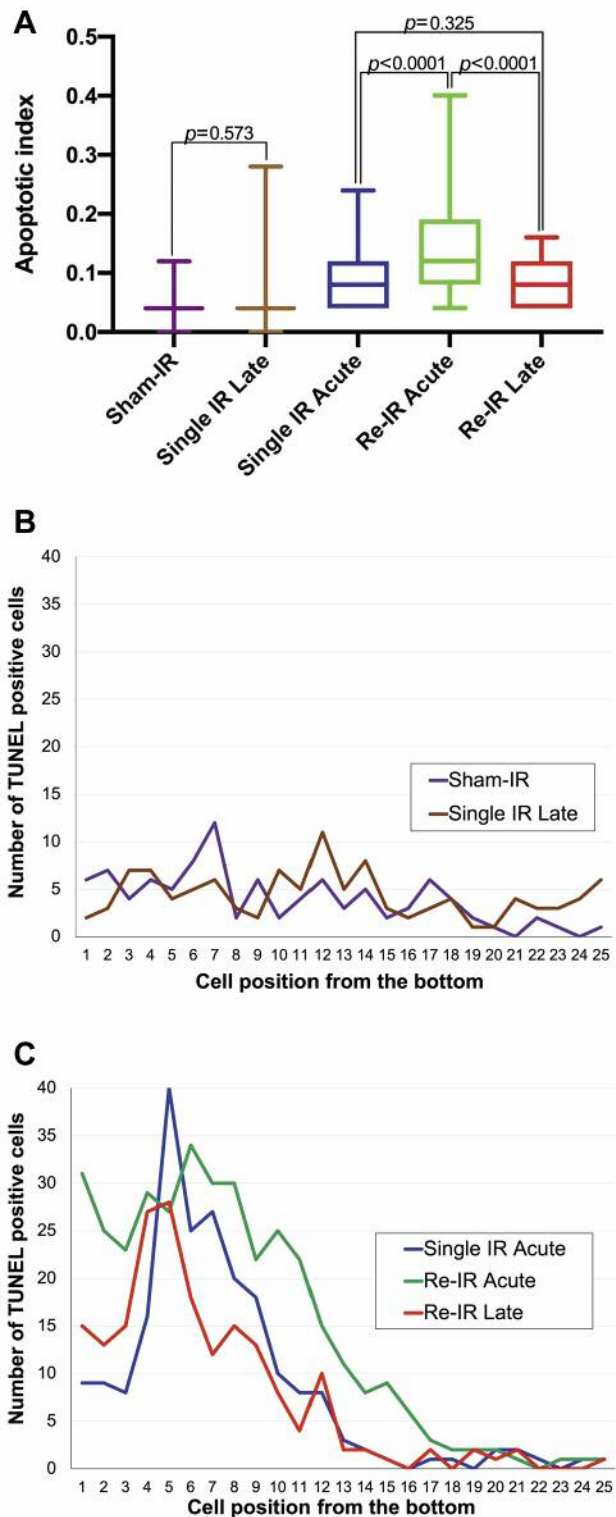 A
p=0.325
p<0.0001 p<0.0001
p=0.573
Apoptotic index
0.5
0.4
0.3
0.2
0.1
0.0
Sham-IR
Single IR Late
Single IR Acute
Re-IR Acute
Re-IR Late
B
Number of TUNEL positive cells
40
35
30
25
20
15
10
5
0
Sham-IR
Single IR Late
1 2 3 4 5 6 7 8 9 10 11 12 13 14 15 16 17 18 19 20 21 22 23 24 25
Cell position from the bottom
C
Number of TUNEL positive cells
40
35
30
25
20
15
10
5
0
Single IR Acute
Re-IR Acute
Re-IR Late
1 2 3 4 5 6 7 8 9 10 11 12 13 14 15 16 17 18 19 20 21 22 23 24 25
Cell position from the bottom